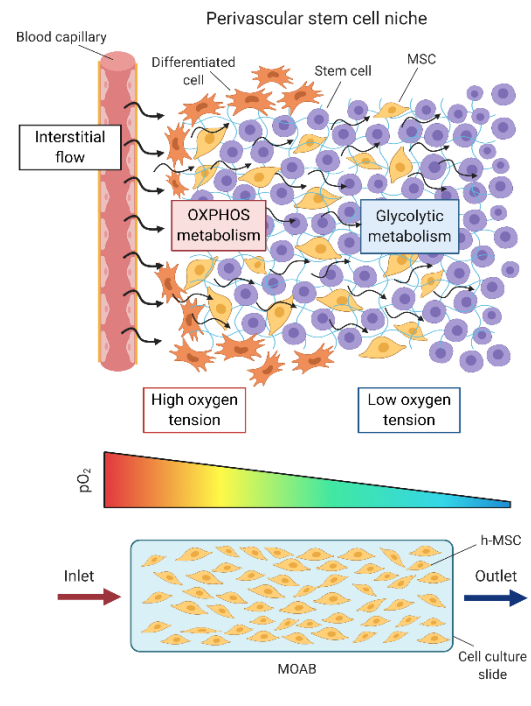 Perivascular stem cell niche
Blood capillary
Differentiated
cell
Stem cell
MSC
Interstitial
flow
OXPHOS
metabolism
Glycolytic
metabolism
High oxygen
tension
Low oxygen
tension
pO2
h-MSC
Inlet
Outlet
Cell culture
slide
MOAB